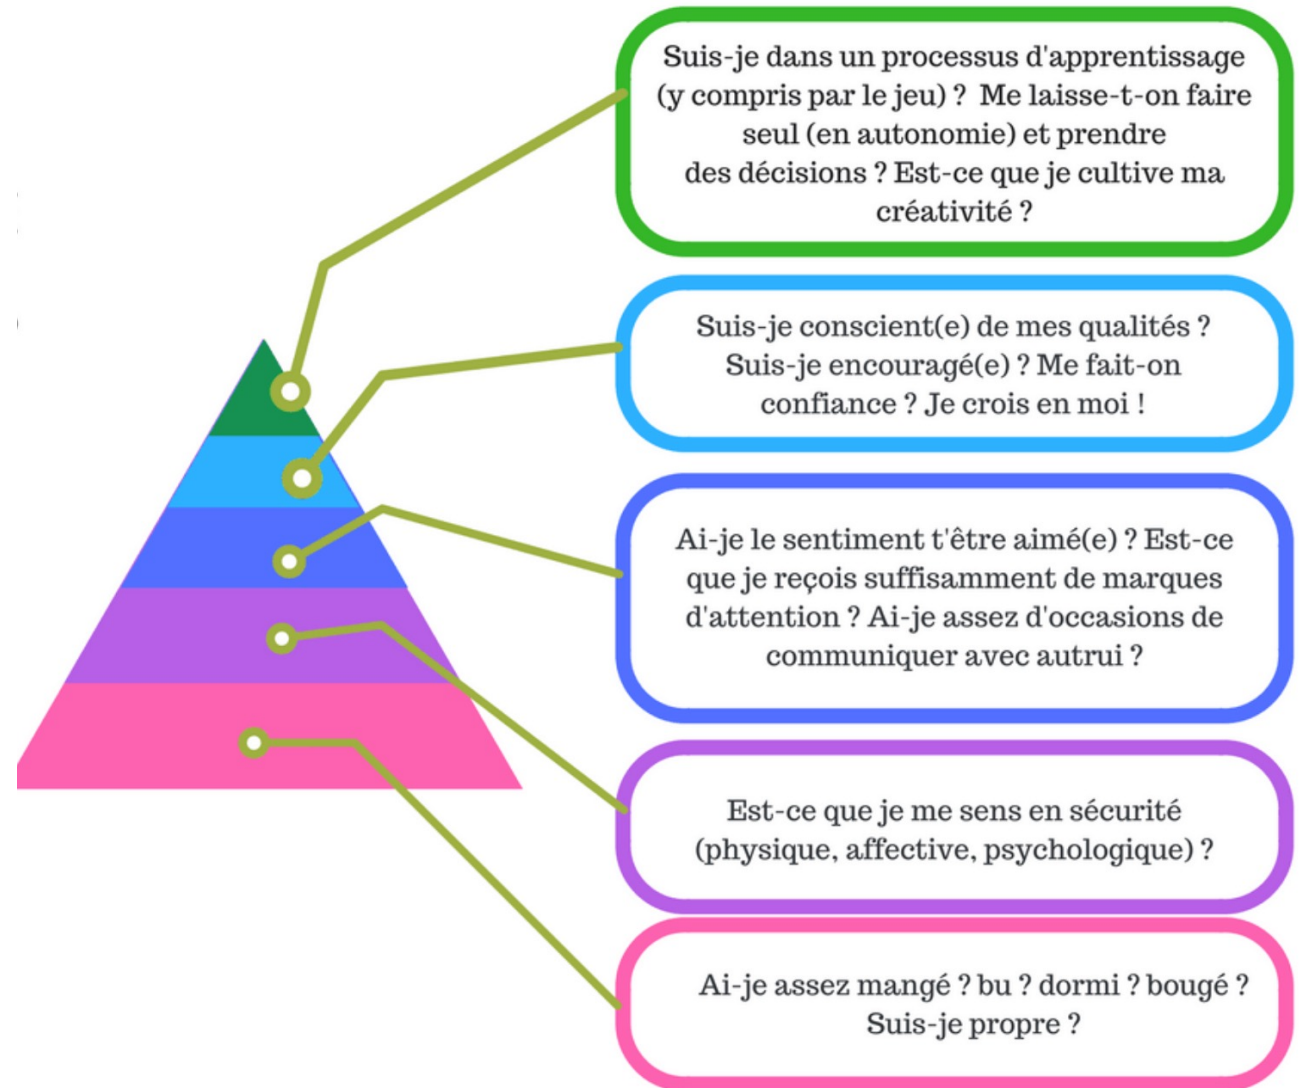 Suis-je dans un processus d'apprentissage
(y compris par le jeu) ? Me laisse-t-on faire
seul (en autonomie) et prendre
des décisions ? Est-ce que je cultive ma
créativité ?
Suis-je conscient(e) de mes qualités ?
Suis-je encouragé(e) ? Me fait-on
confiance ? Je crois en moi !
Ai-je le sentiment t'être aimé(e) ? Est-ce
que je reçois suffisamment de marques
d'attention ? Ai-je assez d'occasions de
communiquer avec autrui ?
Est-ce que je me sens en sécurité
(physique, affective, psychologique) ?
Ai-je assez mangé ? bu ? dormi ? bougé ?
Suis-je propre ?